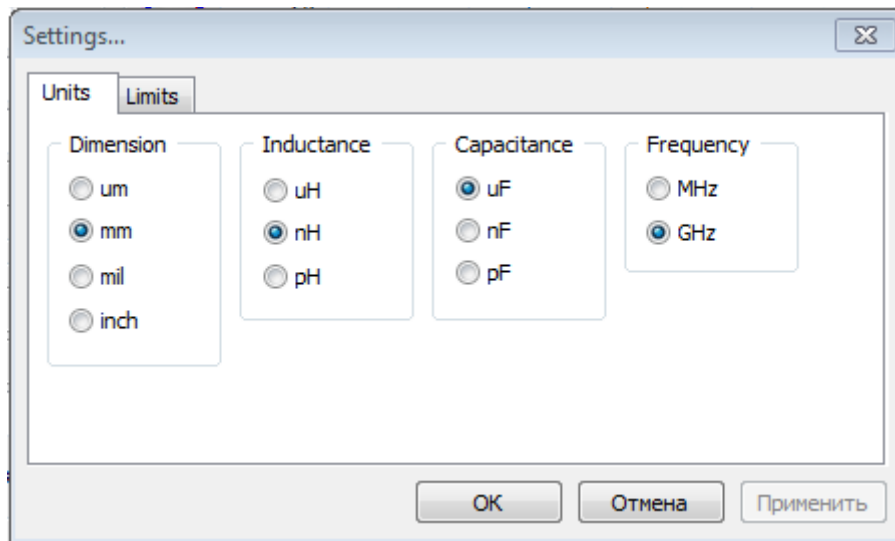 Settings...
Units Limits
Dimension Inductance Capacitance Frequency
um uH uF MHz
mm nH nF GHz
mil pH pF
inch
OK Отмена Применить